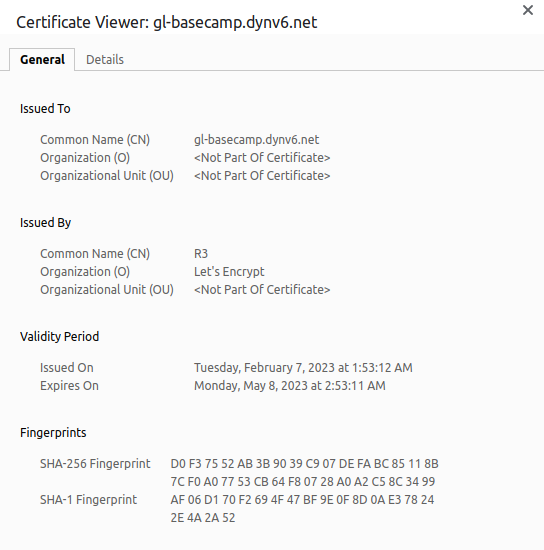 Certificate Viewer: gl-basecamp.dynv6.net
General Details
Issued To
Common Name (CN) gl-basecamp.dynv6.net
Organization (O) <Not Part Of Certificate>
Organizational Unit (OU) <Not Part Of Certificate>
Issued By
Common Name (CN) R3
Organization (O) Let's Encrypt
Organizational Unit (OU) <Not Part Of Certificate>
Validity Period
Issued On Tuesday, February 7, 2023 at 1:53:12 AM
Expires On Monday, May 8, 2023 at 2:53:11 AM
Fingerprints
SHA-256 Fingerprint D0 F3 75 52 AB 3B 90 39 C9 07 DE FA BC 85 11 8B
7C F0 A0 77 53 CB 64 F8 07 28 A0 A2 C5 8C 34 99
SHA-1 Fingerprint AF 06 D1 70 F2 69 4F 47 BF 9E 0F 8D 0A E3 78 24
2E 4A 2A 52